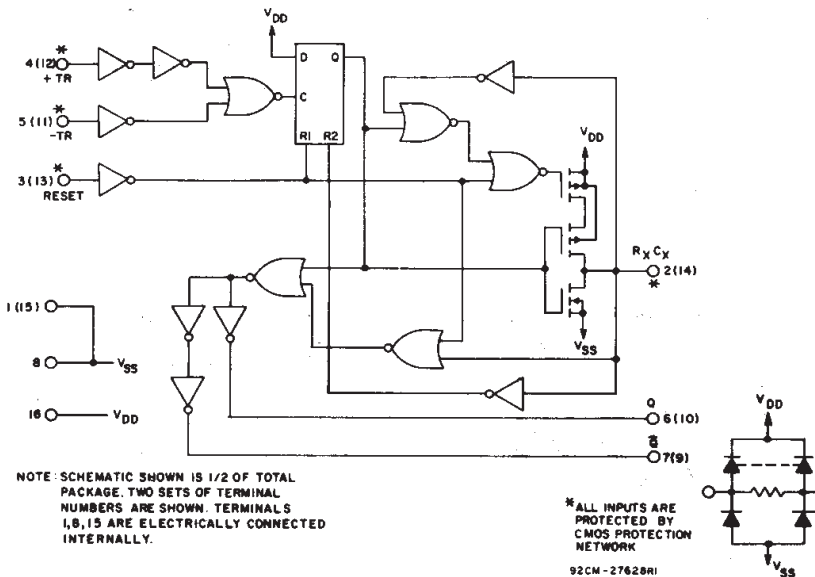 VDD
4(12) *
+ TR
D
Q
C
R1 R2
5(11) *
-TR
3(13) *
RESET
VDD
RX CX
2(14)
*
VSS
1(15)
8
VSS
16
VDD
Q
6(10)
Q̅
7(9)
NOTE: SCHEMATIC SHOWN IS 1/2 OF TOTAL
PACKAGE. TWO SETS OF TERMINAL
NUMBERS ARE SHOWN. TERMINALS
1,8,15 ARE ELECTRICALLY CONNECTED
INTERNALLY.
*ALL INPUTS ARE
PROTECTED BY
CMOS PROTECTION
NETWORK
92CM-27628R1
VDD
VSS